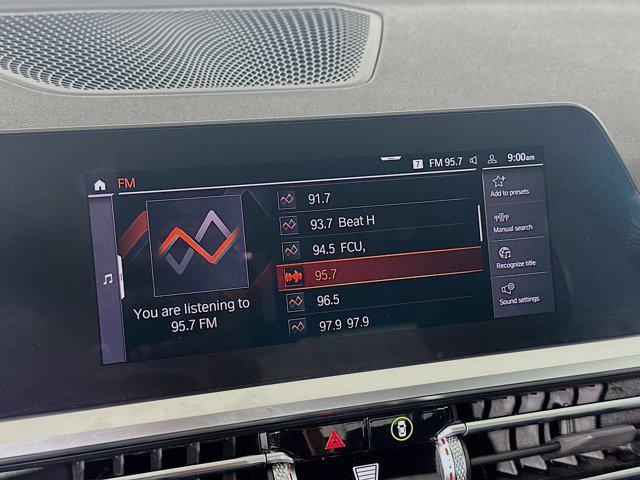 FM
7 FM 95.7 9:00am
You are listening to
95.7 FM
91.7
93.7 Beat H
94.5 FCU,
95.7
96.5
97.9 97.9
Add to presets
Manual search
Recognize title
Sound settings